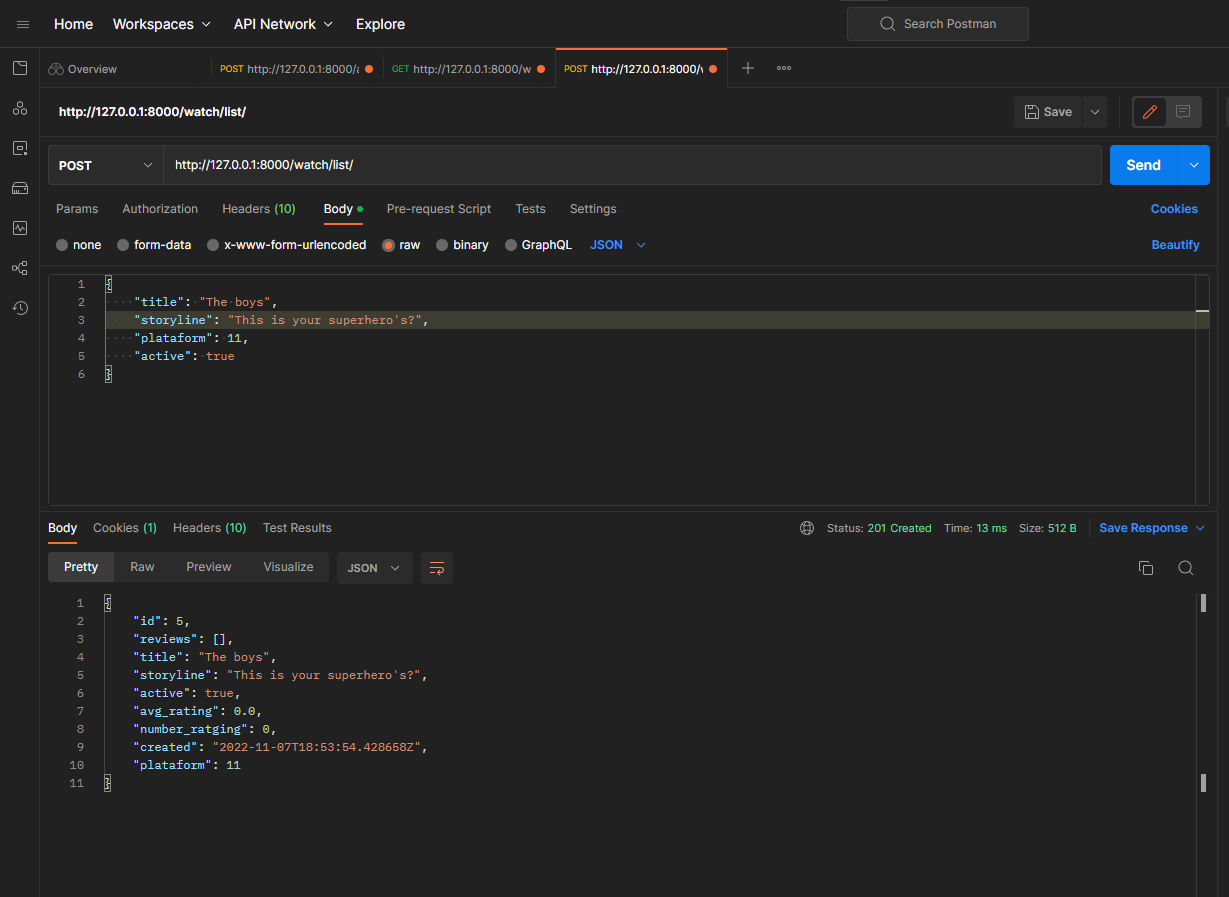 Home Workspaces API Network Explore Search Postman
Overview POST http://127.0.0.1:8000/ GET http://127.0.0.1:8000/w POST http://127.0.0.1:8000/
http://127.0.0.1:8000/watch/list/ Save
POST http://127.0.0.1:8000/watch/list/ Send
Params Authorization Headers (10) Body Pre-request Script Tests Settings Cookies
none form-data x-www-form-urlencoded raw binary GraphQL JSON Beautify
1 {
2 "title": "The boys",
3 "storyline": "This is your superhero's?",
4 "plataform": 11,
5 "active": true
6 }
Body Cookies (1) Headers (10) Test Results Status: 201 Created Time: 13 ms Size: 512 B Save Response
Pretty Raw Preview Visualize JSON
1 {
2 "id": 5,
3 "reviews": [],
4 "title": "The boys",
5 "storyline": "This is your superhero's?",
6 "active": true,
7 "avg_rating": 0.0,
8 "number_ratging": 0,
9 "created": "2022-11-07T18:53:54.428658Z",
10 "plataform": 11
11 }